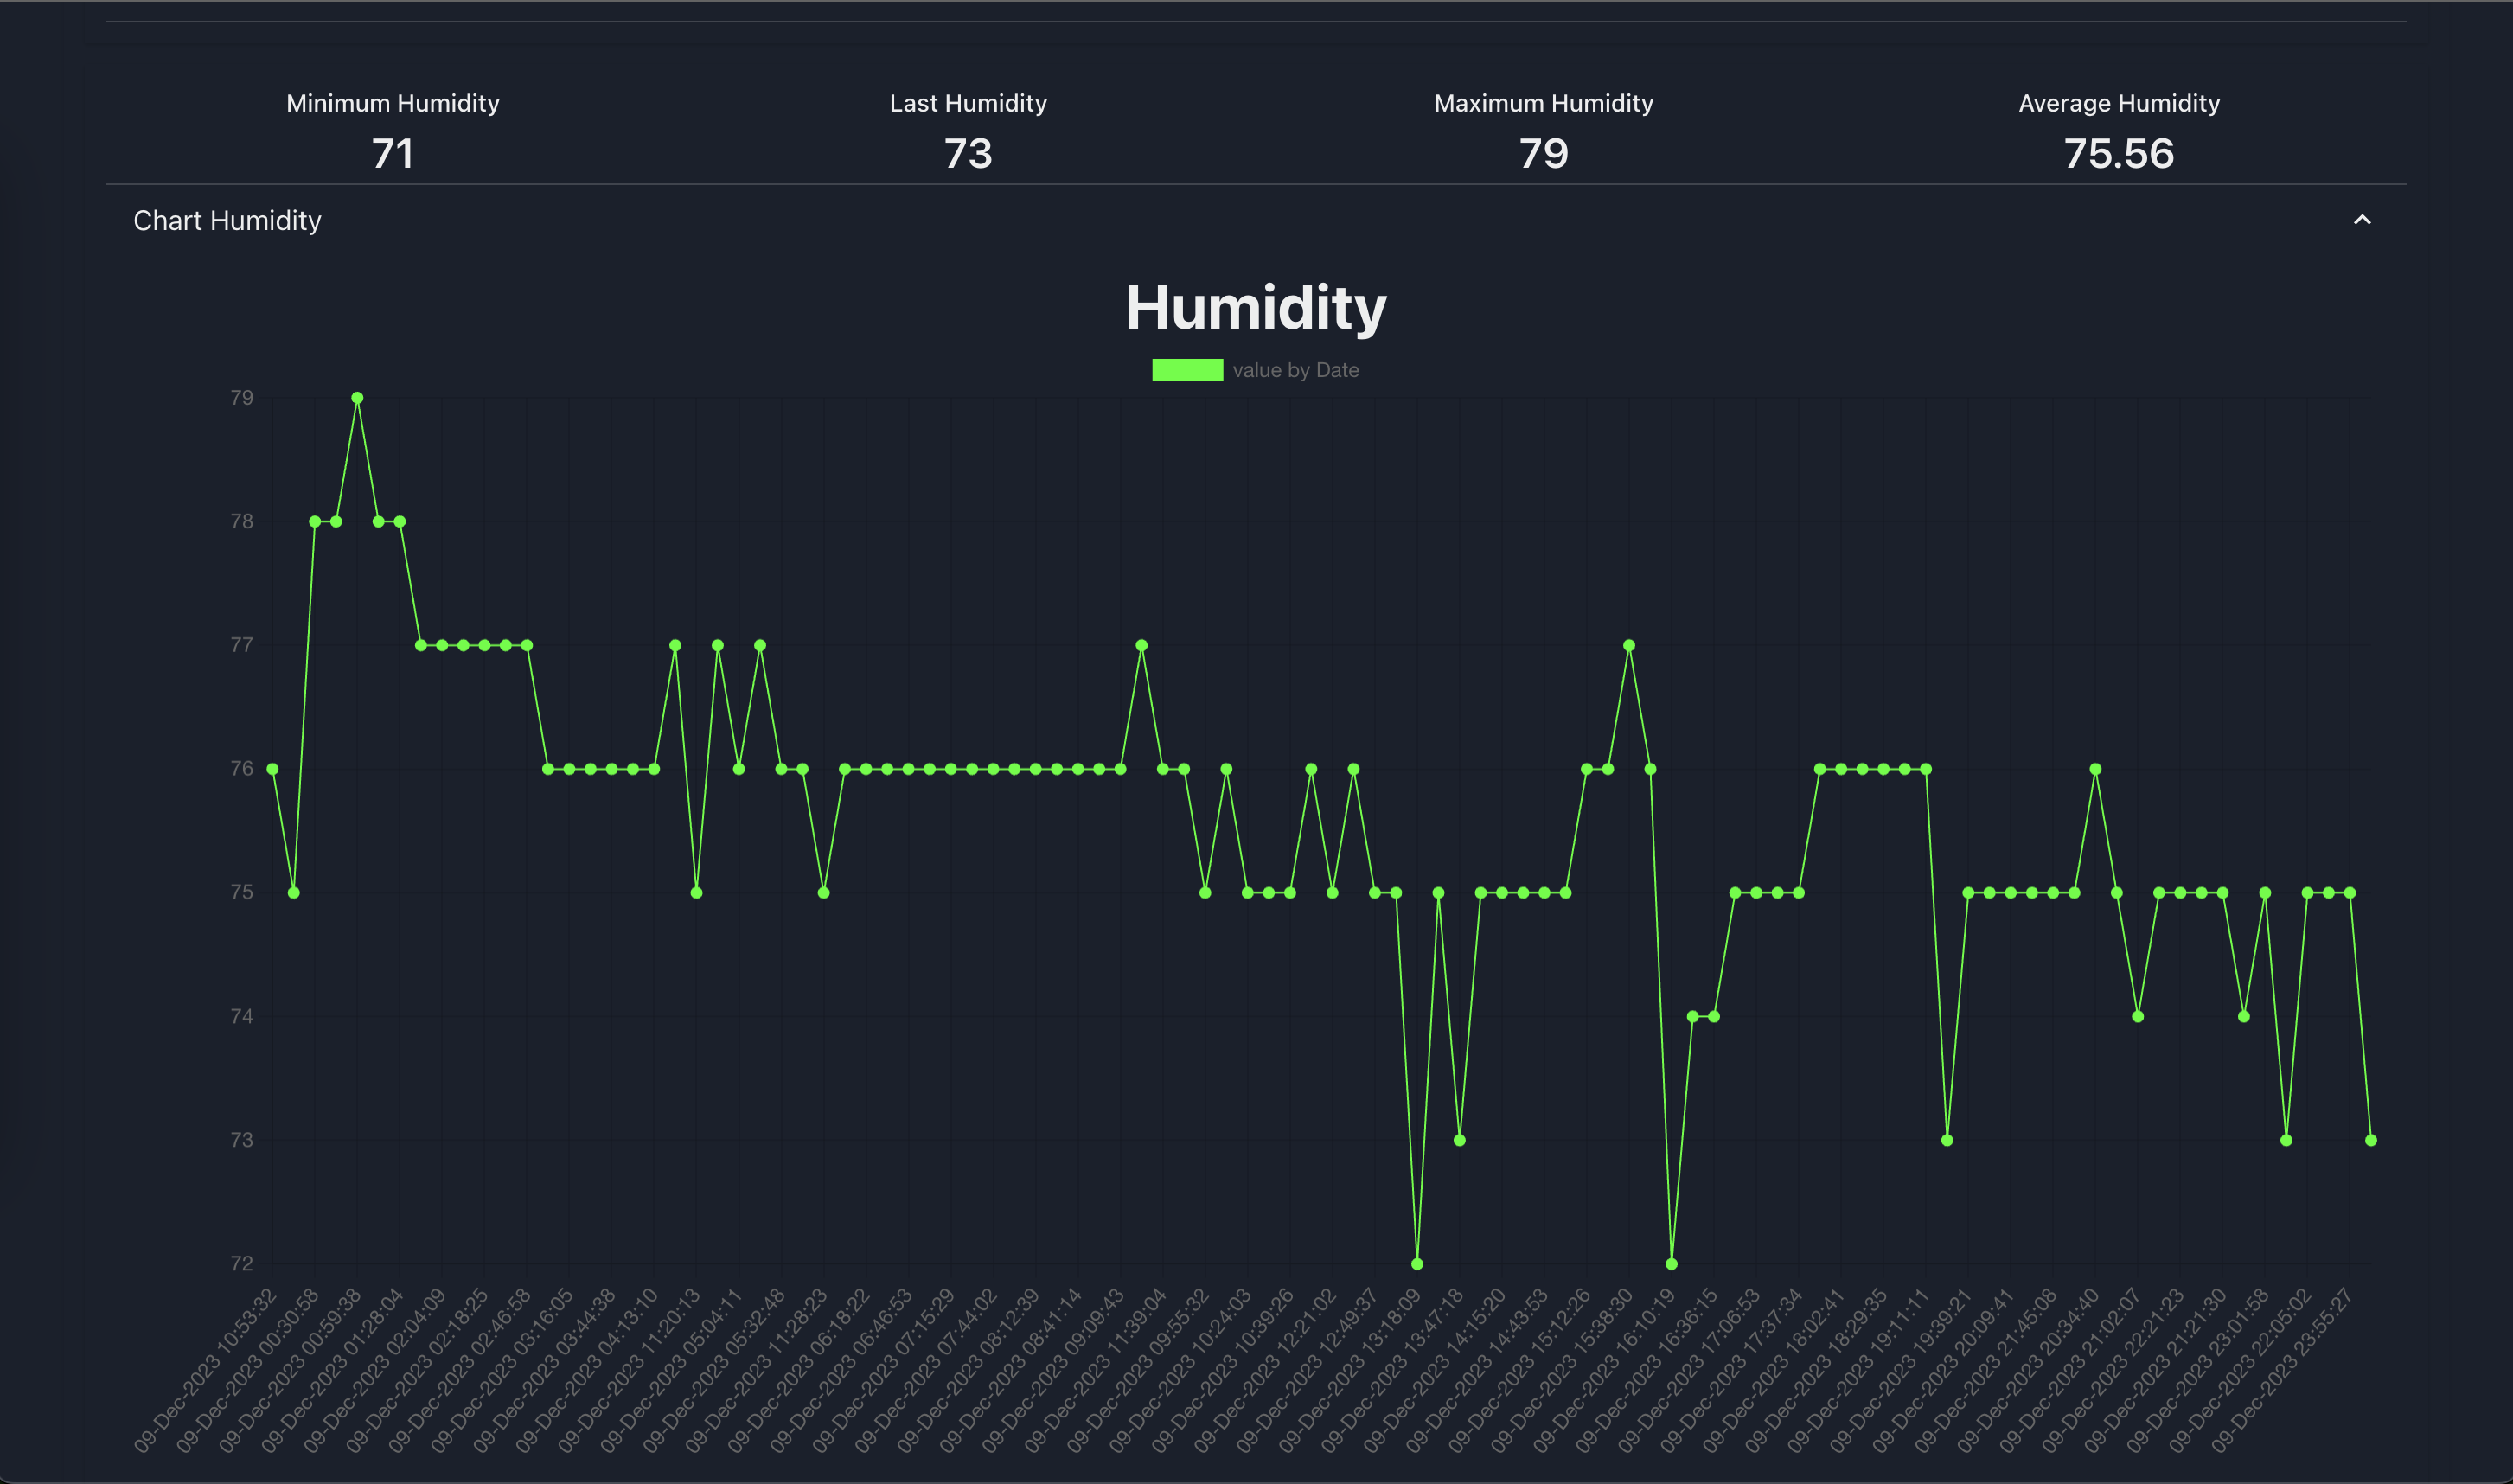 Minimum Humidity
71
Last Humidity
73
Maximum Humidity
79
Average Humidity
75.56
Chart Humidity
Humidity
value by Date
79
78
77
76
75
74
73
72
09-Dec-2023 10:53:32
09-Dec-2023 00:30:58
09-Dec-2023 00:59:38
09-Dec-2023 01:28:04
09-Dec-2023 02:04:09
09-Dec-2023 02:18:25
09-Dec-2023 02:46:58
09-Dec-2023 03:16:05
09-Dec-2023 03:44:38
09-Dec-2023 04:13:10
09-Dec-2023 11:20:13
09-Dec-2023 05:04:11
09-Dec-2023 05:32:48
09-Dec-2023 11:28:23
09-Dec-2023 06:18:22
09-Dec-2023 06:46:53
09-Dec-2023 07:15:29
09-Dec-2023 07:44:02
09-Dec-2023 08:12:39
09-Dec-2023 08:41:14
09-Dec-2023 09:09:43
09-Dec-2023 11:39:04
09-Dec-2023 09:55:32
09-Dec-2023 10:24:03
09-Dec-2023 10:39:26
09-Dec-2023 12:21:02
09-Dec-2023 12:49:37
09-Dec-2023 13:18:09
09-Dec-2023 13:47:18
09-Dec-2023 14:15:20
09-Dec-2023 14:43:53
09-Dec-2023 15:12:26
09-Dec-2023 15:38:30
09-Dec-2023 16:10:19
09-Dec-2023 16:36:15
09-Dec-2023 17:06:53
09-Dec-2023 17:37:34
09-Dec-2023 18:02:41
09-Dec-2023 18:29:35
09-Dec-2023 19:11:11
09-Dec-2023 19:39:21
09-Dec-2023 20:09:41
09-Dec-2023 21:45:08
09-Dec-2023 20:34:40
09-Dec-2023 21:02:07
09-Dec-2023 22:21:23
09-Dec-2023 21:21:30
09-Dec-2023 23:01:58
09-Dec-2023 22:05:02
09-Dec-2023 23:55:27